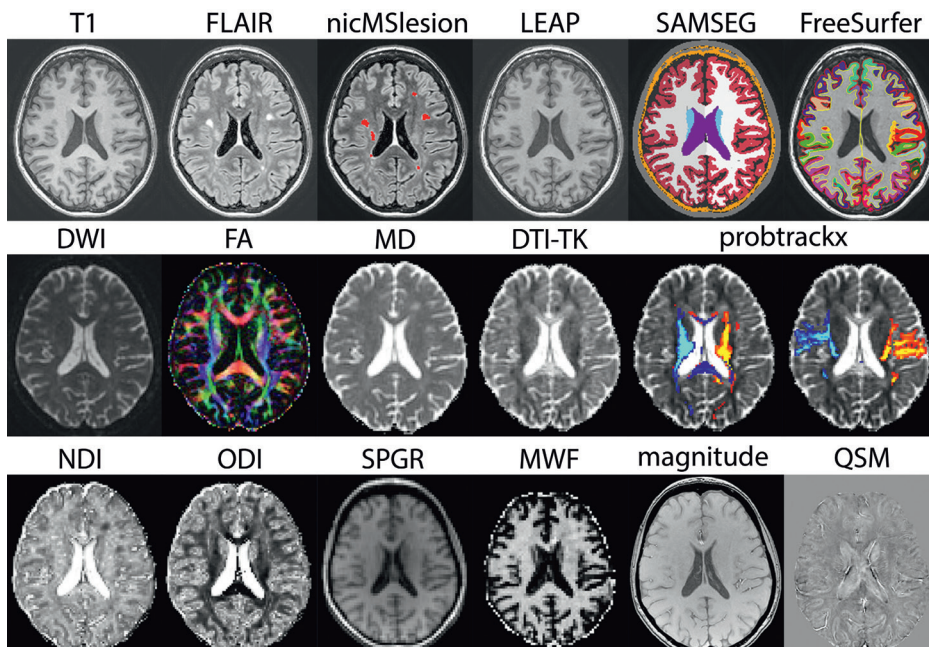 T1 FLAIR nicMSlesion LEAP SAMSEG FreeSurfer
DWI FA MD DTI-TK probtrackx
NDI ODI SPGR MWF magnitude QSM